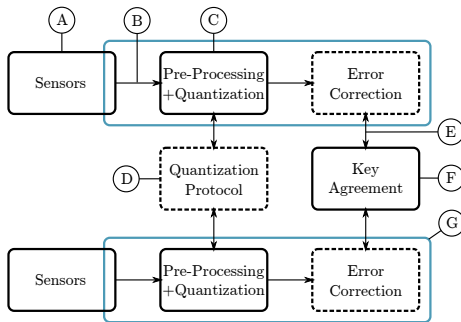 A
B
C
Sensors
Pre-Processing
+Quantization
Error
Correction
E
D
Quantization
Protocol
Key
Agreement
F
G
Sensors
Pre-Processing
+Quantization
Error
Correction